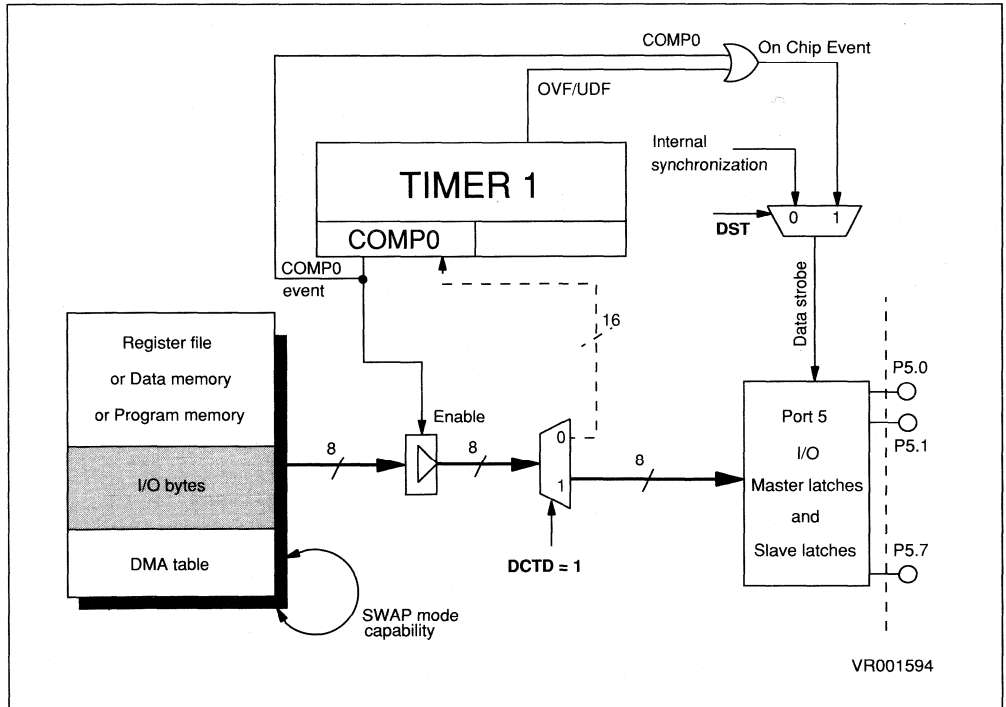 COMP0
On Chip Event
OVF/UDF
Internal
synchronization
TIMER 1
COMP0
0 1
DST
COMP0
event
Data strobe
16
Register file
or Data memory
or Program memory
I/O bytes
DMA table
8
Enable
8
0
1
8
DCTD = 1
Port 5
I/O
Master latches
and
Slave latches
P5.0
P5.1
P5.7
SWAP mode
capability
VR001594